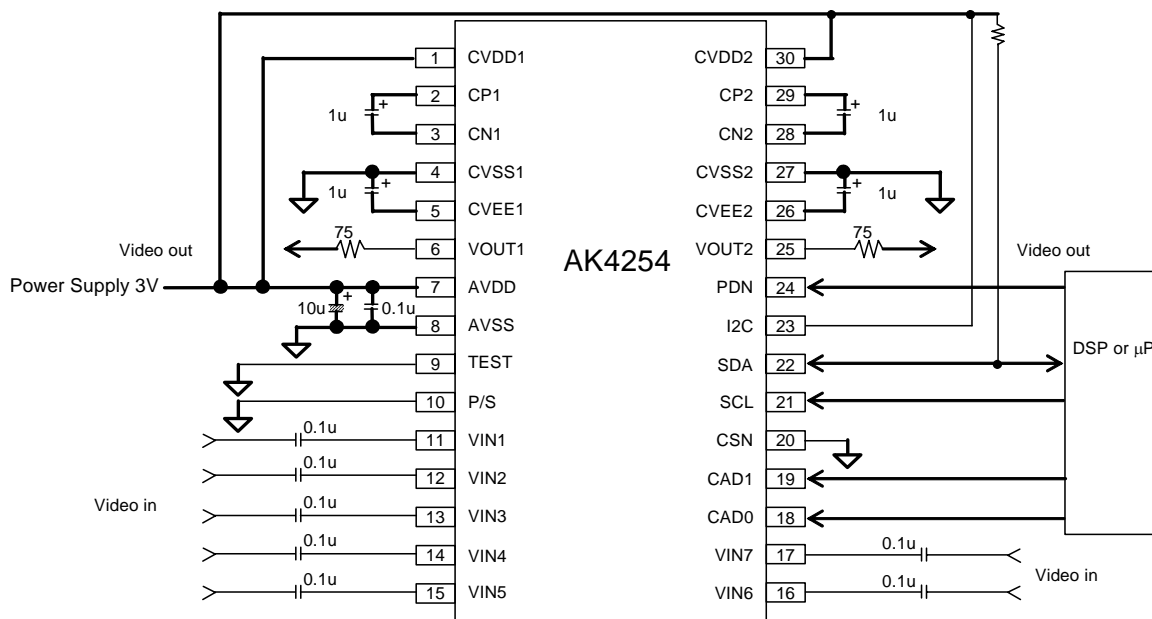 1 CVDD1 CVDD2 30
2 CP1 CP2 29
1u + + 1u
3 CN1 CN2 28
4 CVSS1 CVSS2 27
1u + + 1u
5 CVEE1 CVEE2 26
75 75
Video out 6 VOUT1 AK4254 VOUT2 25 Video out
Power Supply 3V 7 AVDD PDN 24
10u + 0.1u
8 AVSS I2C 23
9 TEST SDA 22 DSP or μP
10 P/S SCL 21
0.1u
11 VIN1 CSN 20
0.1u
12 VIN2 CAD1 19
Video in
0.1u
13 VIN3 CAD0 18
0.1u 0.1u
14 VIN4 VIN7 17
Video in
0.1u 0.1u
15 VIN5 VIN6 16